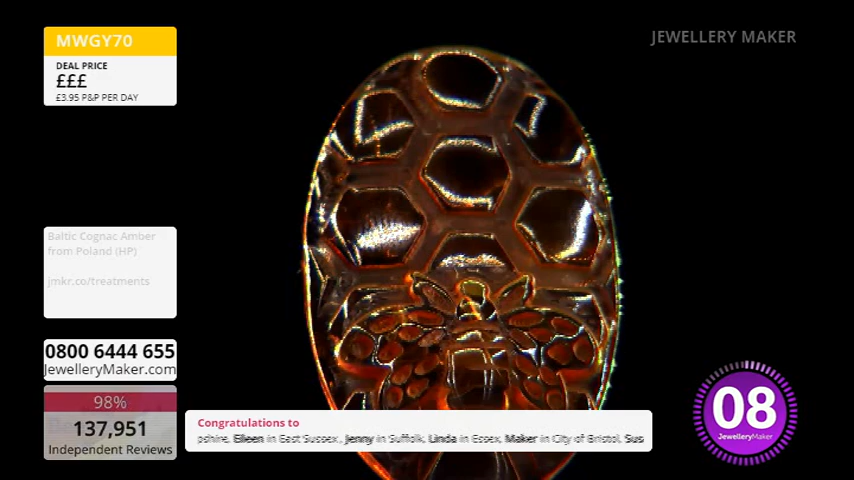 MWGY70
DEAL PRICE
£££
£3.95 P&P PER DAY
JEWELLERY MAKER
Baltic Cognac Amber
from Poland (HP)
jmkr.co/treatments
0800 6444 655
JewelleryMaker.com
98%
137,951
Independent Reviews
Congratulations to
pshire, Eileen in East Sussex, Jenny in Suffolk, Linda in Essex, Maker in City of Bristol, Sus
08
JewelleryMaker